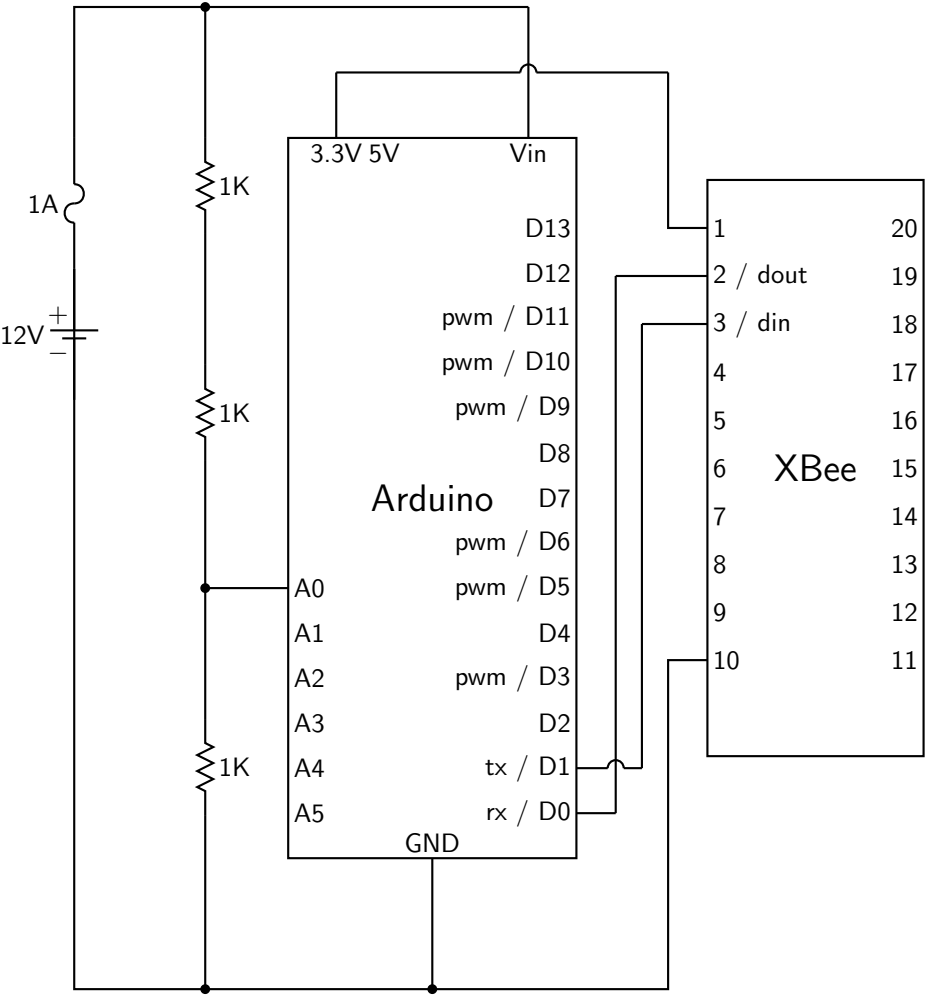 3.3V 5V
Vin
1K
1A
+
12V
−
1K
1K
D13
D12
pwm / D11
pwm / D10
pwm / D9
D8
D7
Arduino
pwm / D6
pwm / D5
D4
pwm / D3
D2
tx / D1
rx / D0
A0
A1
A2
A3
A4
A5
GND
1
2 / dout
3 / din
4
5
6
7
8
9
10
XBee
20
19
18
17
16
15
14
13
12
11